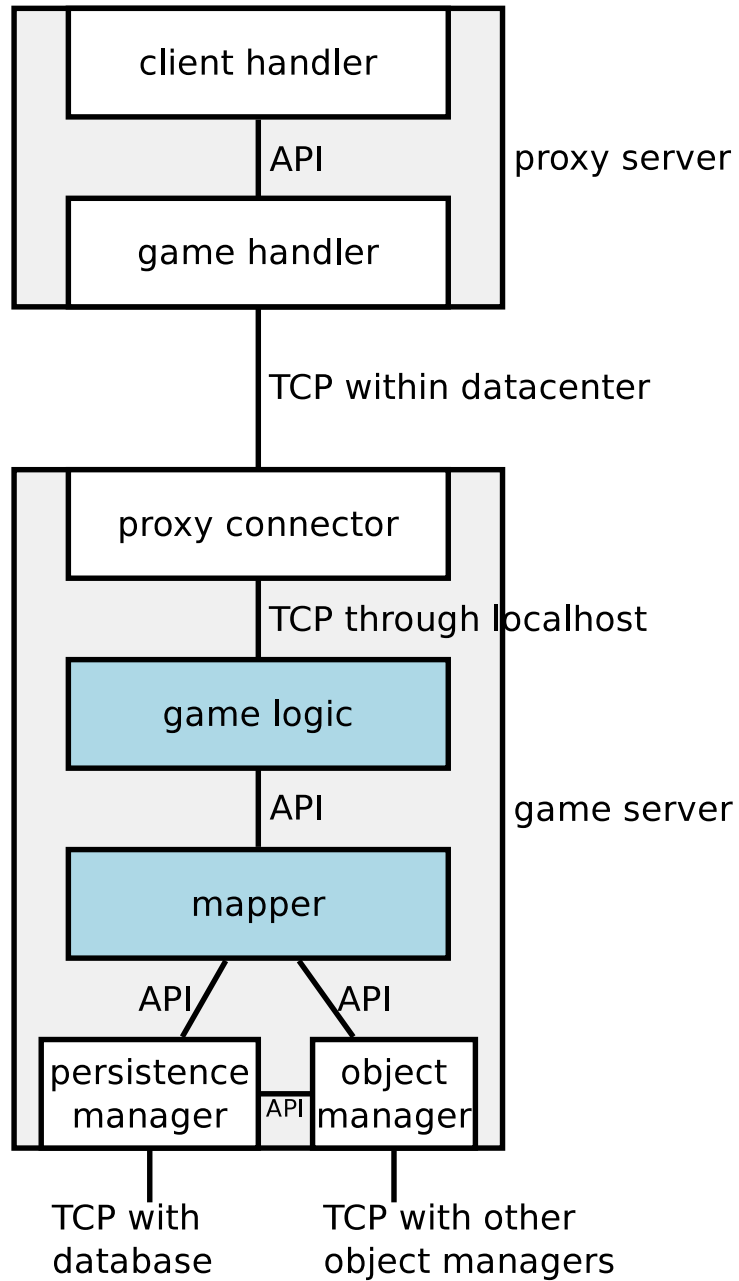 client handler
API
proxy server
game handler
TCP within datacenter
proxy connector
TCP through localhost
game logic
API
game server
mapper
API
API
persistence
manager
API
object
manager
TCP with
database
TCP with other
object managers